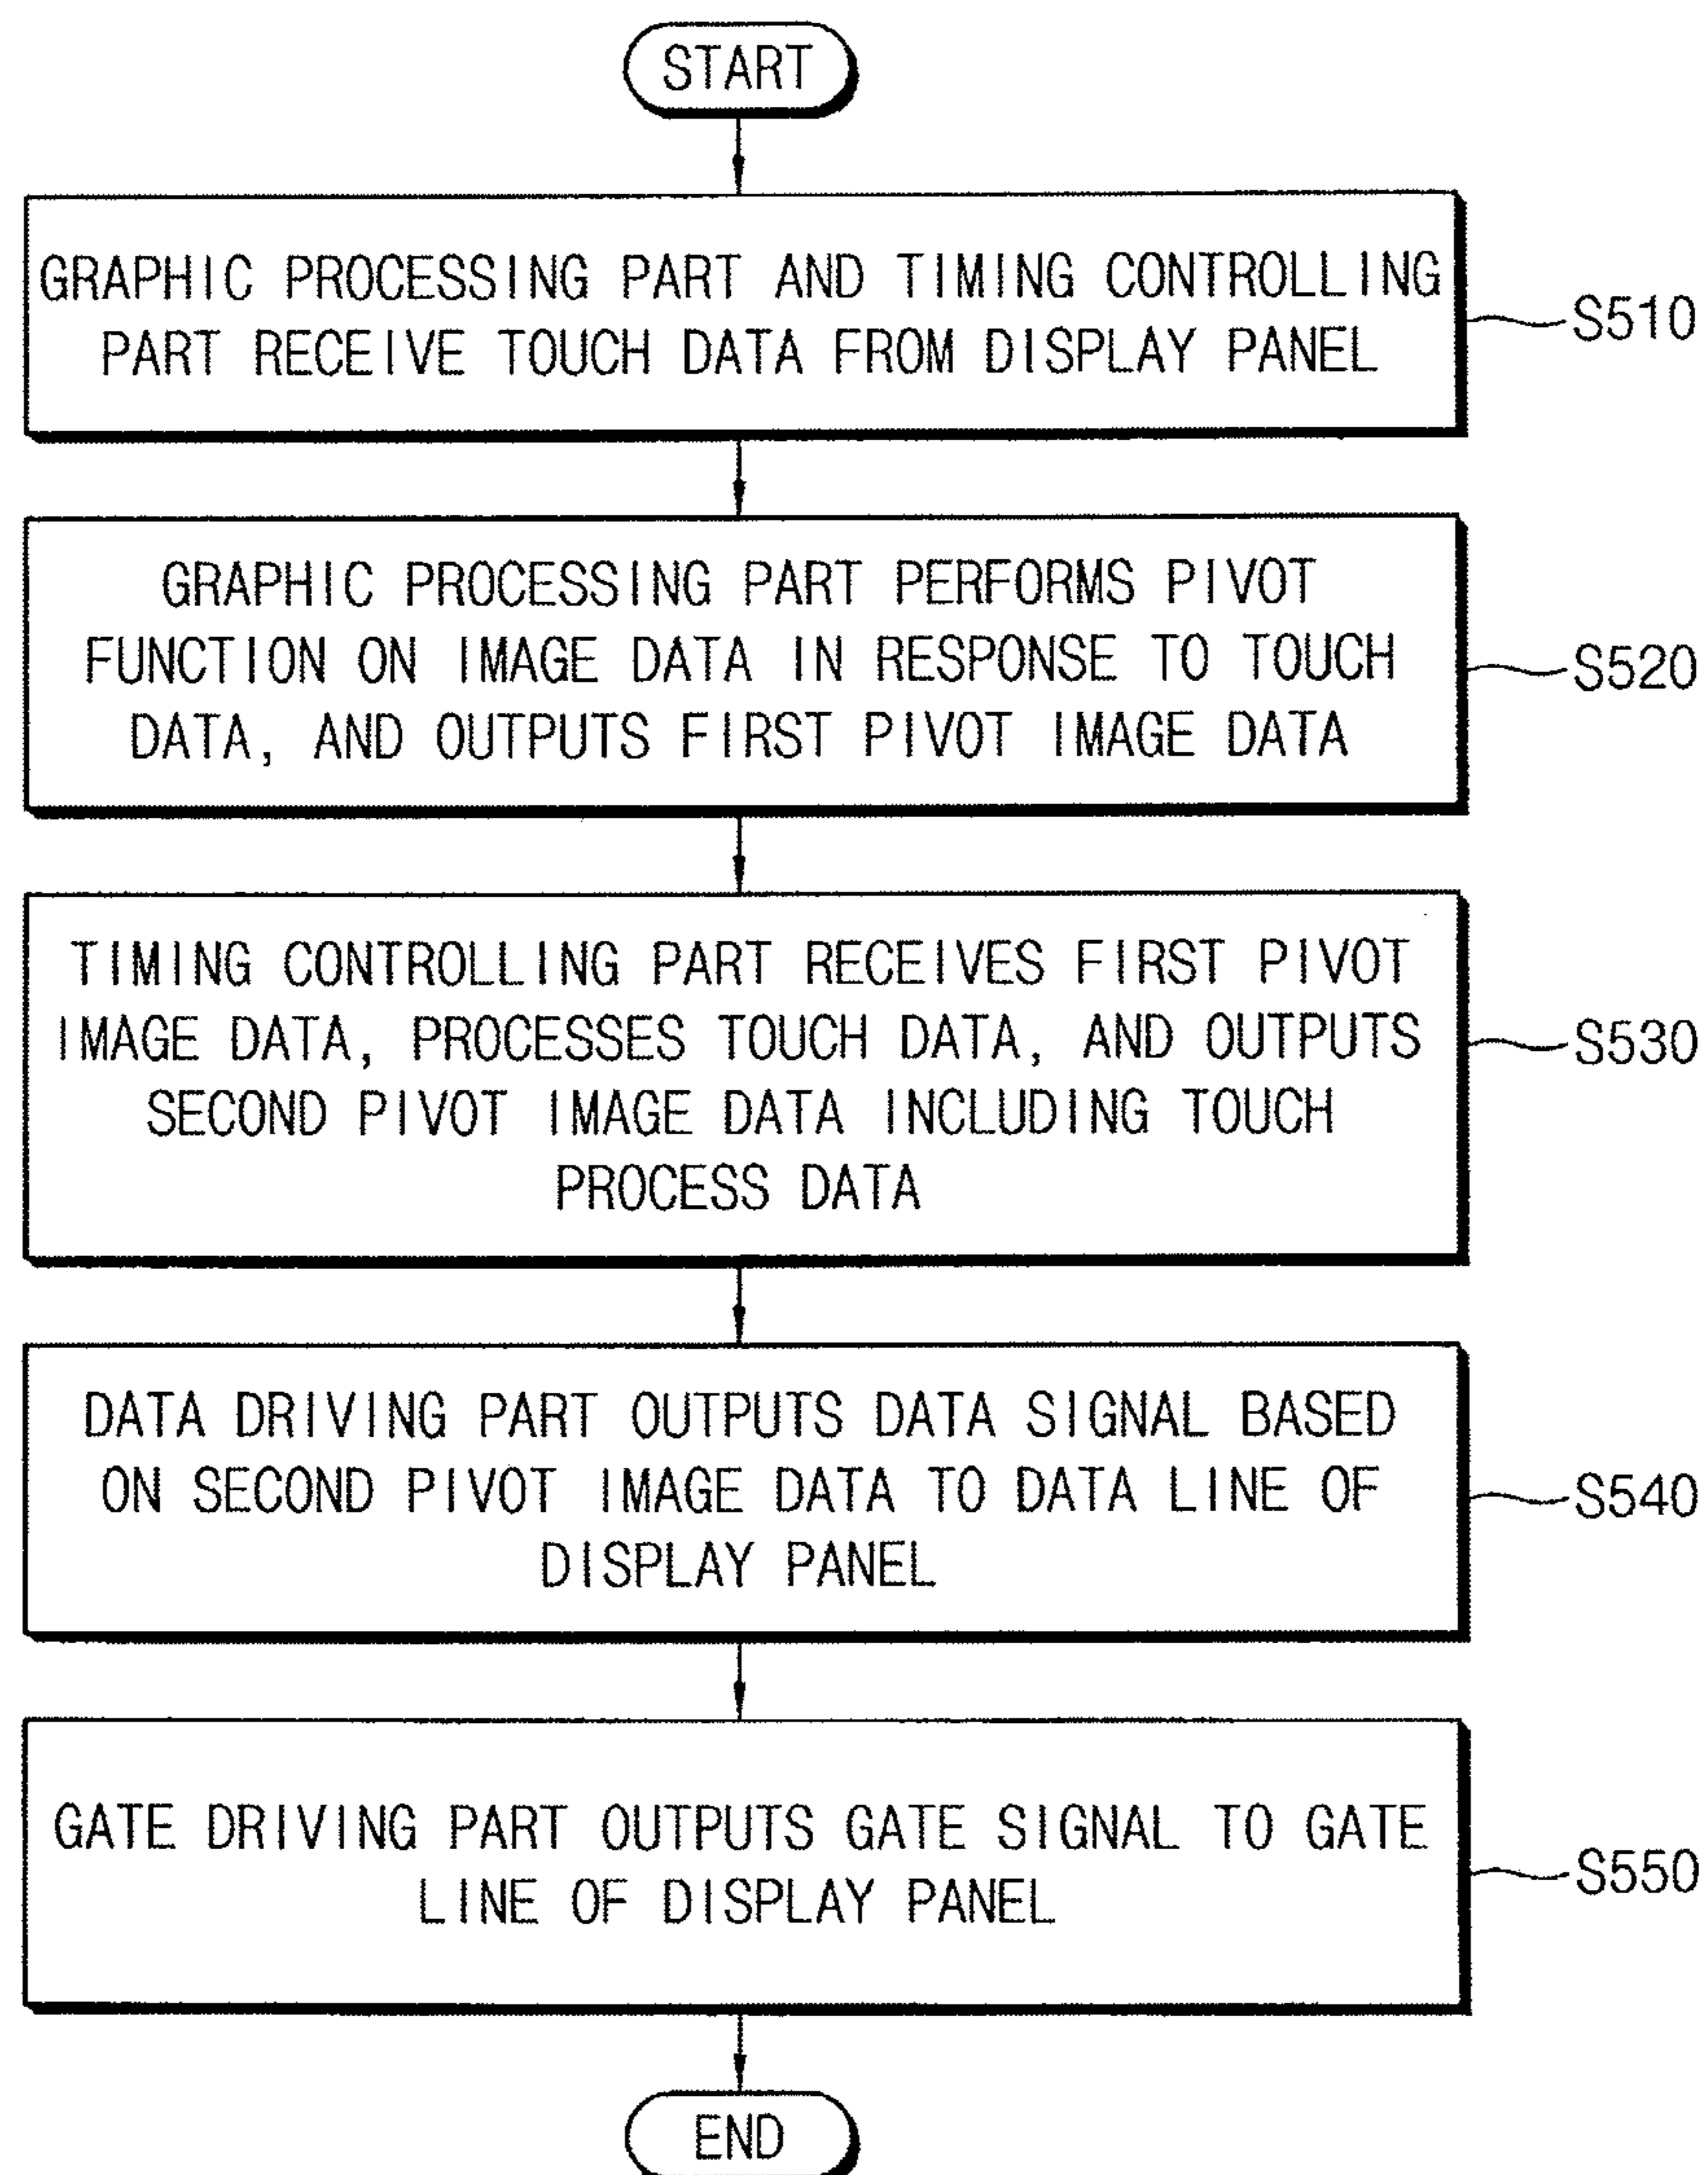 START
GRAPHIC PROCESSING PART AND TIMING CONTROLLING
PART RECEIVE TOUCH DATA FROM DISPLAY PANEL
S510
GRAPHIC PROCESSING PART PERFORMS PIVOT
FUNCTION ON IMAGE DATA IN RESPONSE TO TOUCH
DATA, AND OUTPUTS FIRST PIVOT IMAGE DATA
S520
TIMING CONTROLLING PART RECEIVES FIRST PIVOT
IMAGE DATA, PROCESSES TOUCH DATA, AND OUTPUTS
SECOND PIVOT IMAGE DATA INCLUDING TOUCH
PROCESS DATA
S530
DATA DRIVING PART OUTPUTS DATA SIGNAL BASED
ON SECOND PIVOT IMAGE DATA TO DATA LINE OF
DISPLAY PANEL
S540
GATE DRIVING PART OUTPUTS GATE SIGNAL TO GATE
LINE OF DISPLAY PANEL
S550
END